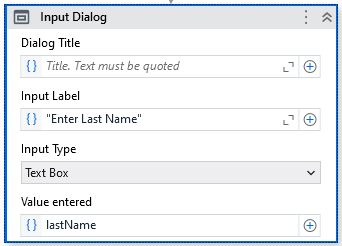 Input Dialog
Dialog Title
{ } Title. Text must be quoted
Input Label
{ } "Enter Last Name"
Input Type
Text Box
Value entered
{ } lastName